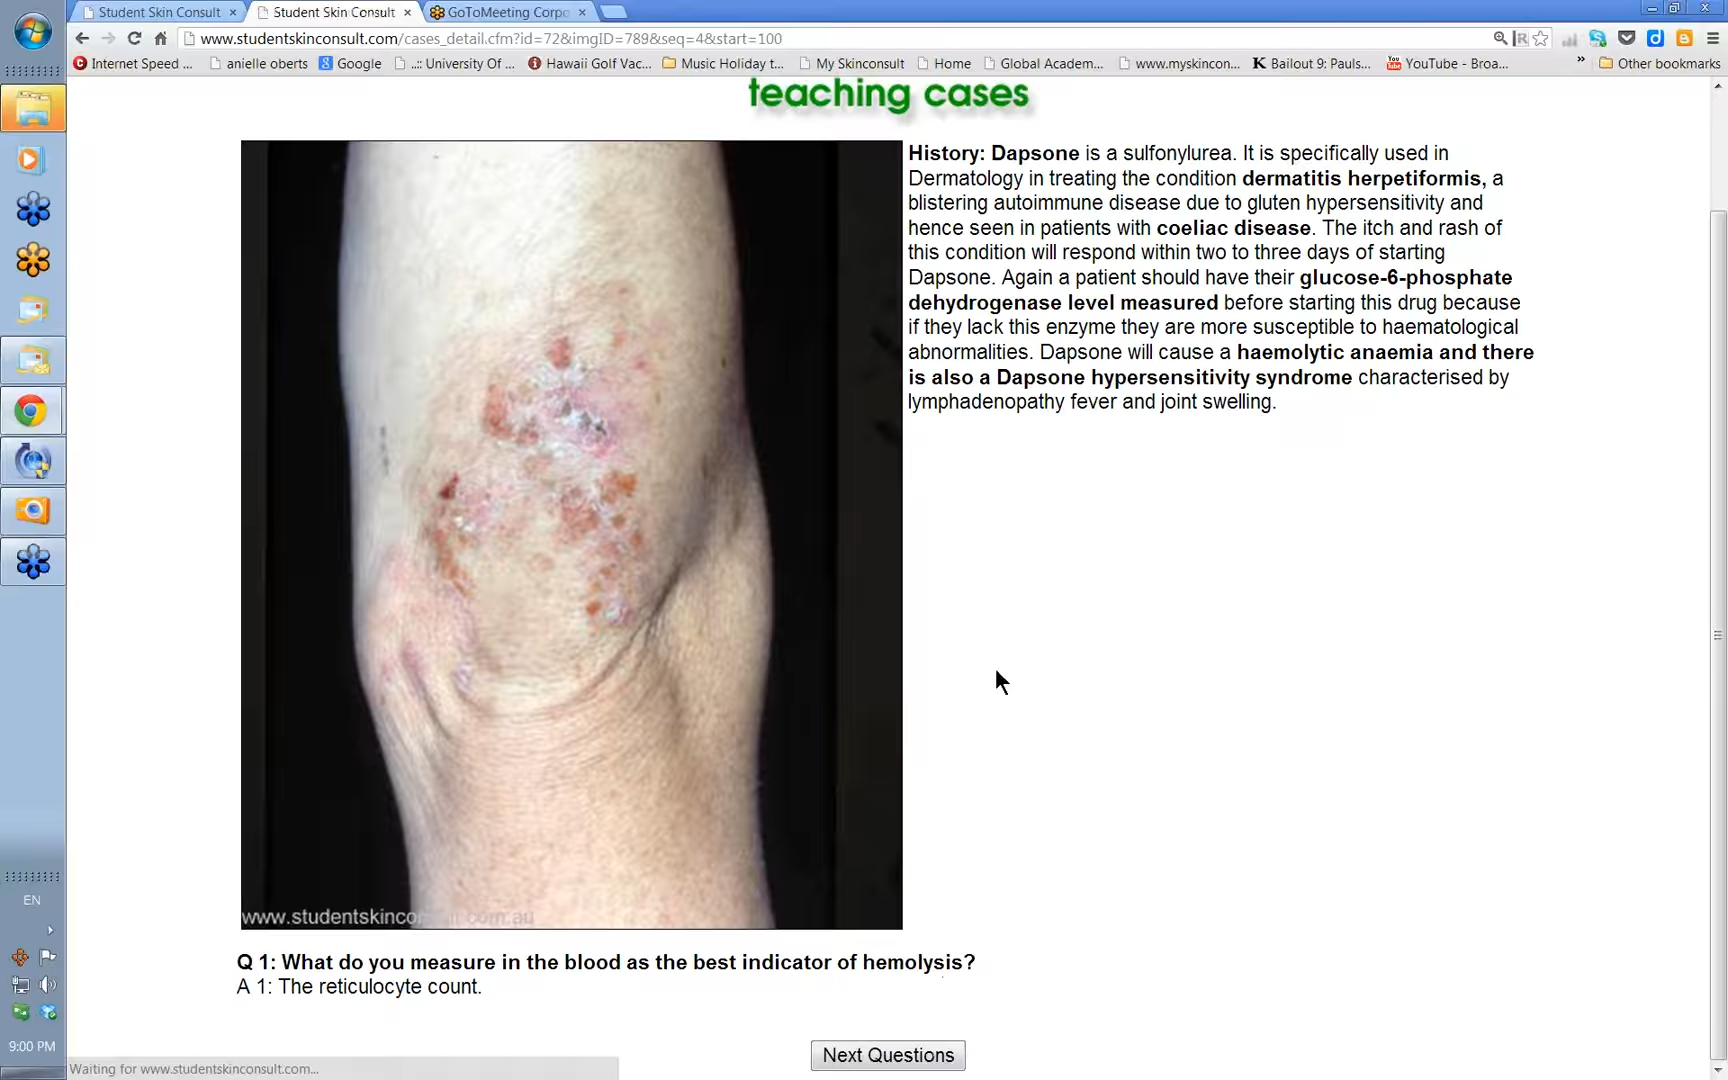 Student Skin Consult
Student Skin Consult
GoToMeeting Corpo
www.studentskinconsult.com/cases_detail.cfm?id=72&imgID=789&seq=4&start=100
Internet Speed ...
anielle oberts
Google
..:: University Of ...
Hawaii Golf Vac...
Music Holiday t...
My Skinconsult
Home
Global Academ...
www.myskincon...
K Bailout 9: Pauls...
YouTube - Broa...
»
Other bookmarks
teaching cases
History: Dapsone is a sulfonylurea. It is specifically used in
Dermatology in treating the condition dermatitis herpetiformis, a
blistering autoimmune disease due to gluten hypersensitivity and
hence seen in patients with coeliac disease. The itch and rash of
this condition will respond within two to three days of starting
Dapsone. Again a patient should have their glucose-6-phosphate
dehydrogenase level measured before starting this drug because
if they lack this enzyme they are more susceptible to haematological
abnormalities. Dapsone will cause a haemolytic anaemia and there
is also a Dapsone hypersensitivity syndrome characterised by
lymphadenopathy fever and joint swelling.
www.studentskinconsult.com.au
Q 1: What do you measure in the blood as the best indicator of hemolysis?
A 1: The reticulocyte count.
Next Questions
EN
9:00 PM
Waiting for www.studentskinconsult.com...